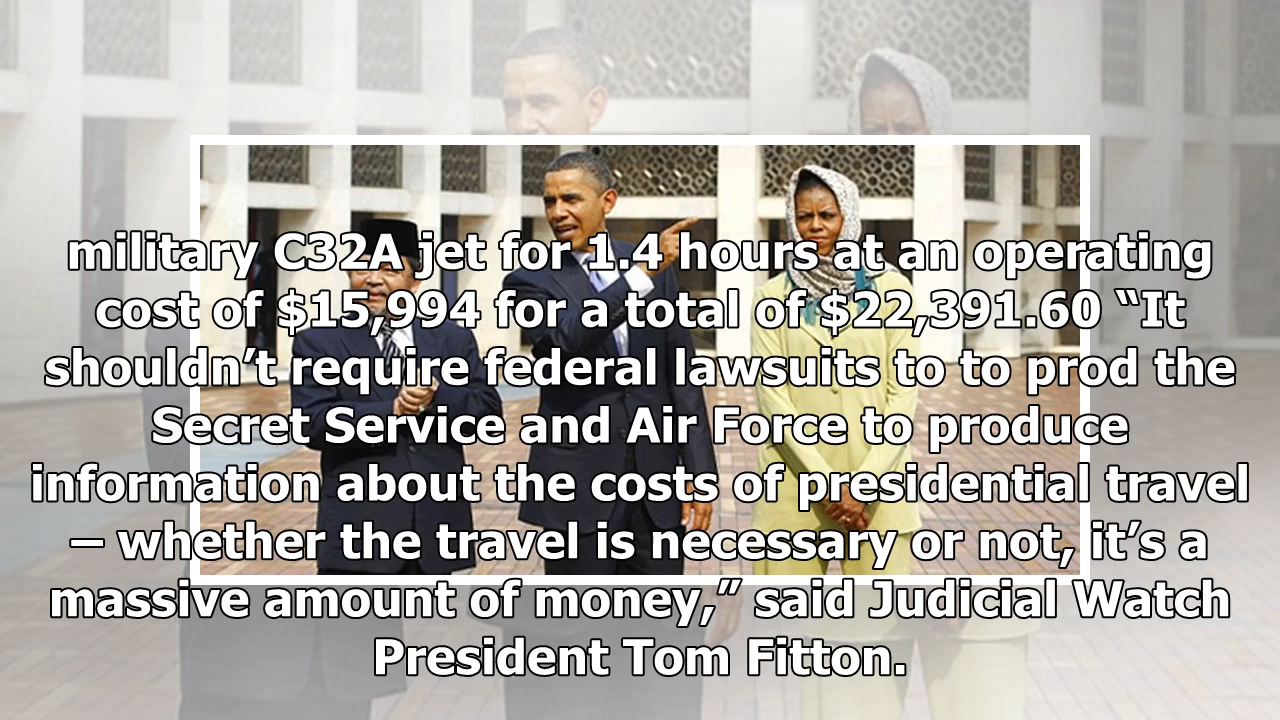 military C32A jet for 1.4 hours at an operating
cost of $15,994 for a total of $22,391.60 “It
shouldn’t require federal lawsuits to to prod the
Secret Service and Air Force to produce
information about the costs of presidential travel
– whether the travel is necessary or not, it’s a
massive amount of money,” said Judicial Watch
President Tom Fitton.